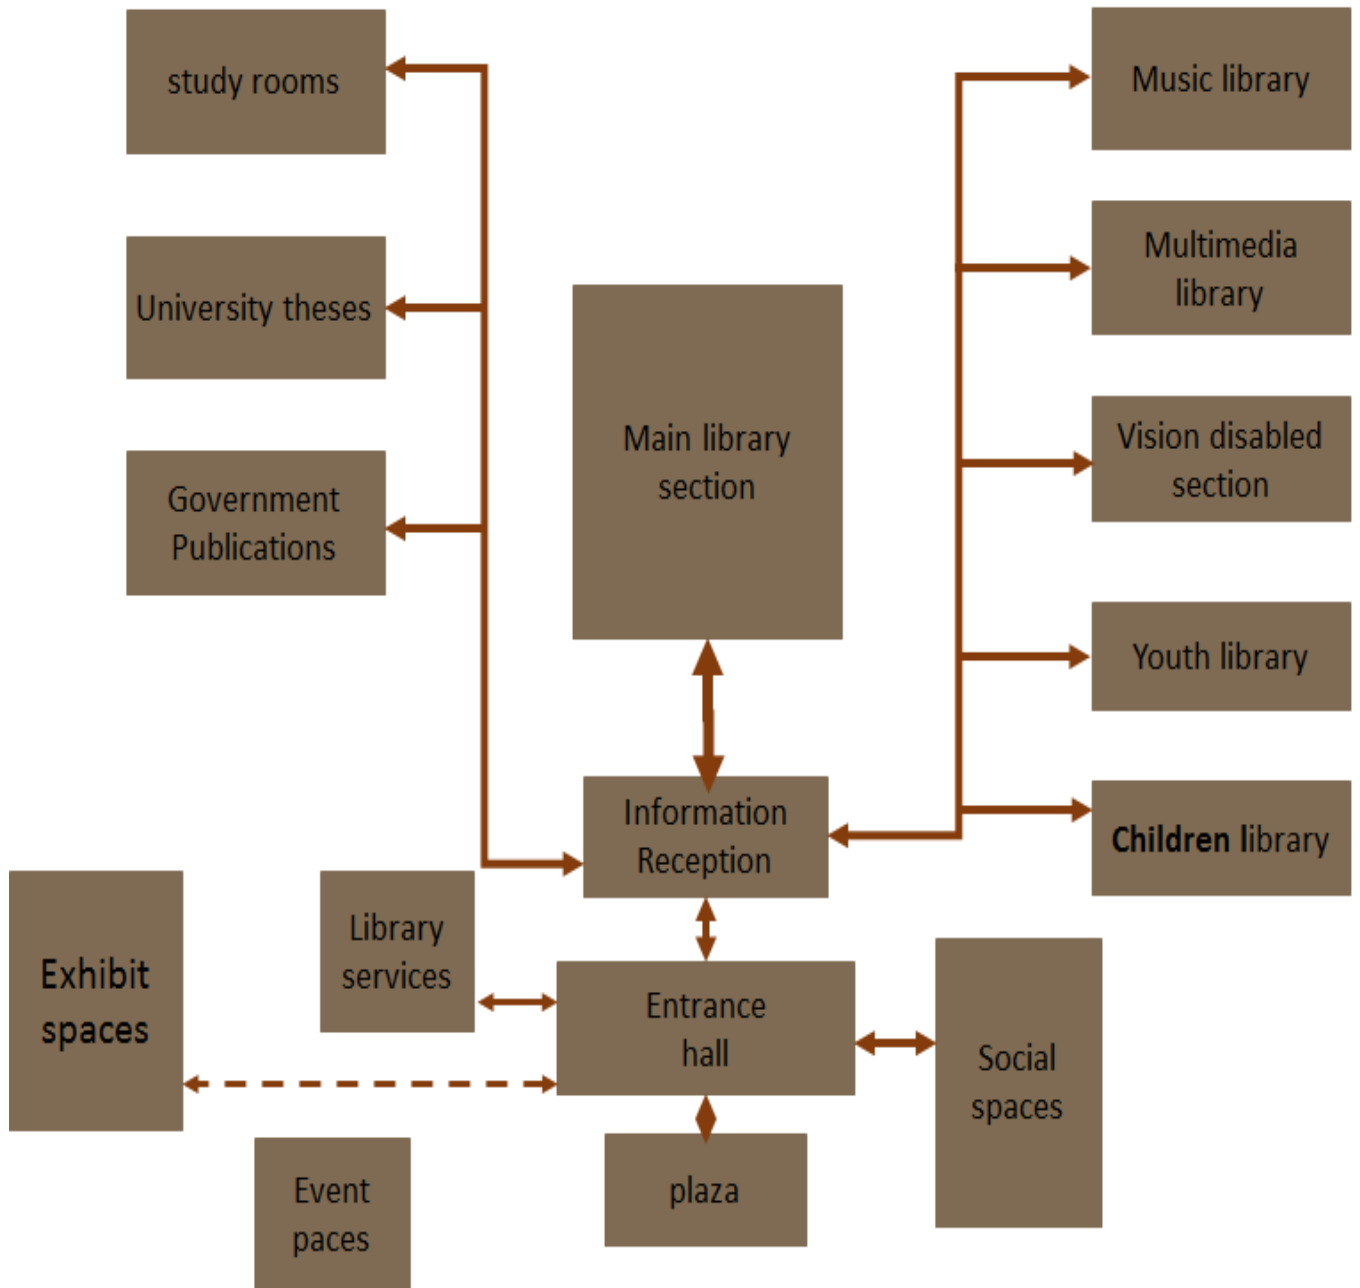 study rooms
University theses
Government
Publications
Main library
section
Music library
Multimedia
library
Vision disabled
section
Youth library
Children library
Information
Reception
Library
services
Exhibit
spaces
Entrance
hall
Social
spaces
Event
paces
plaza